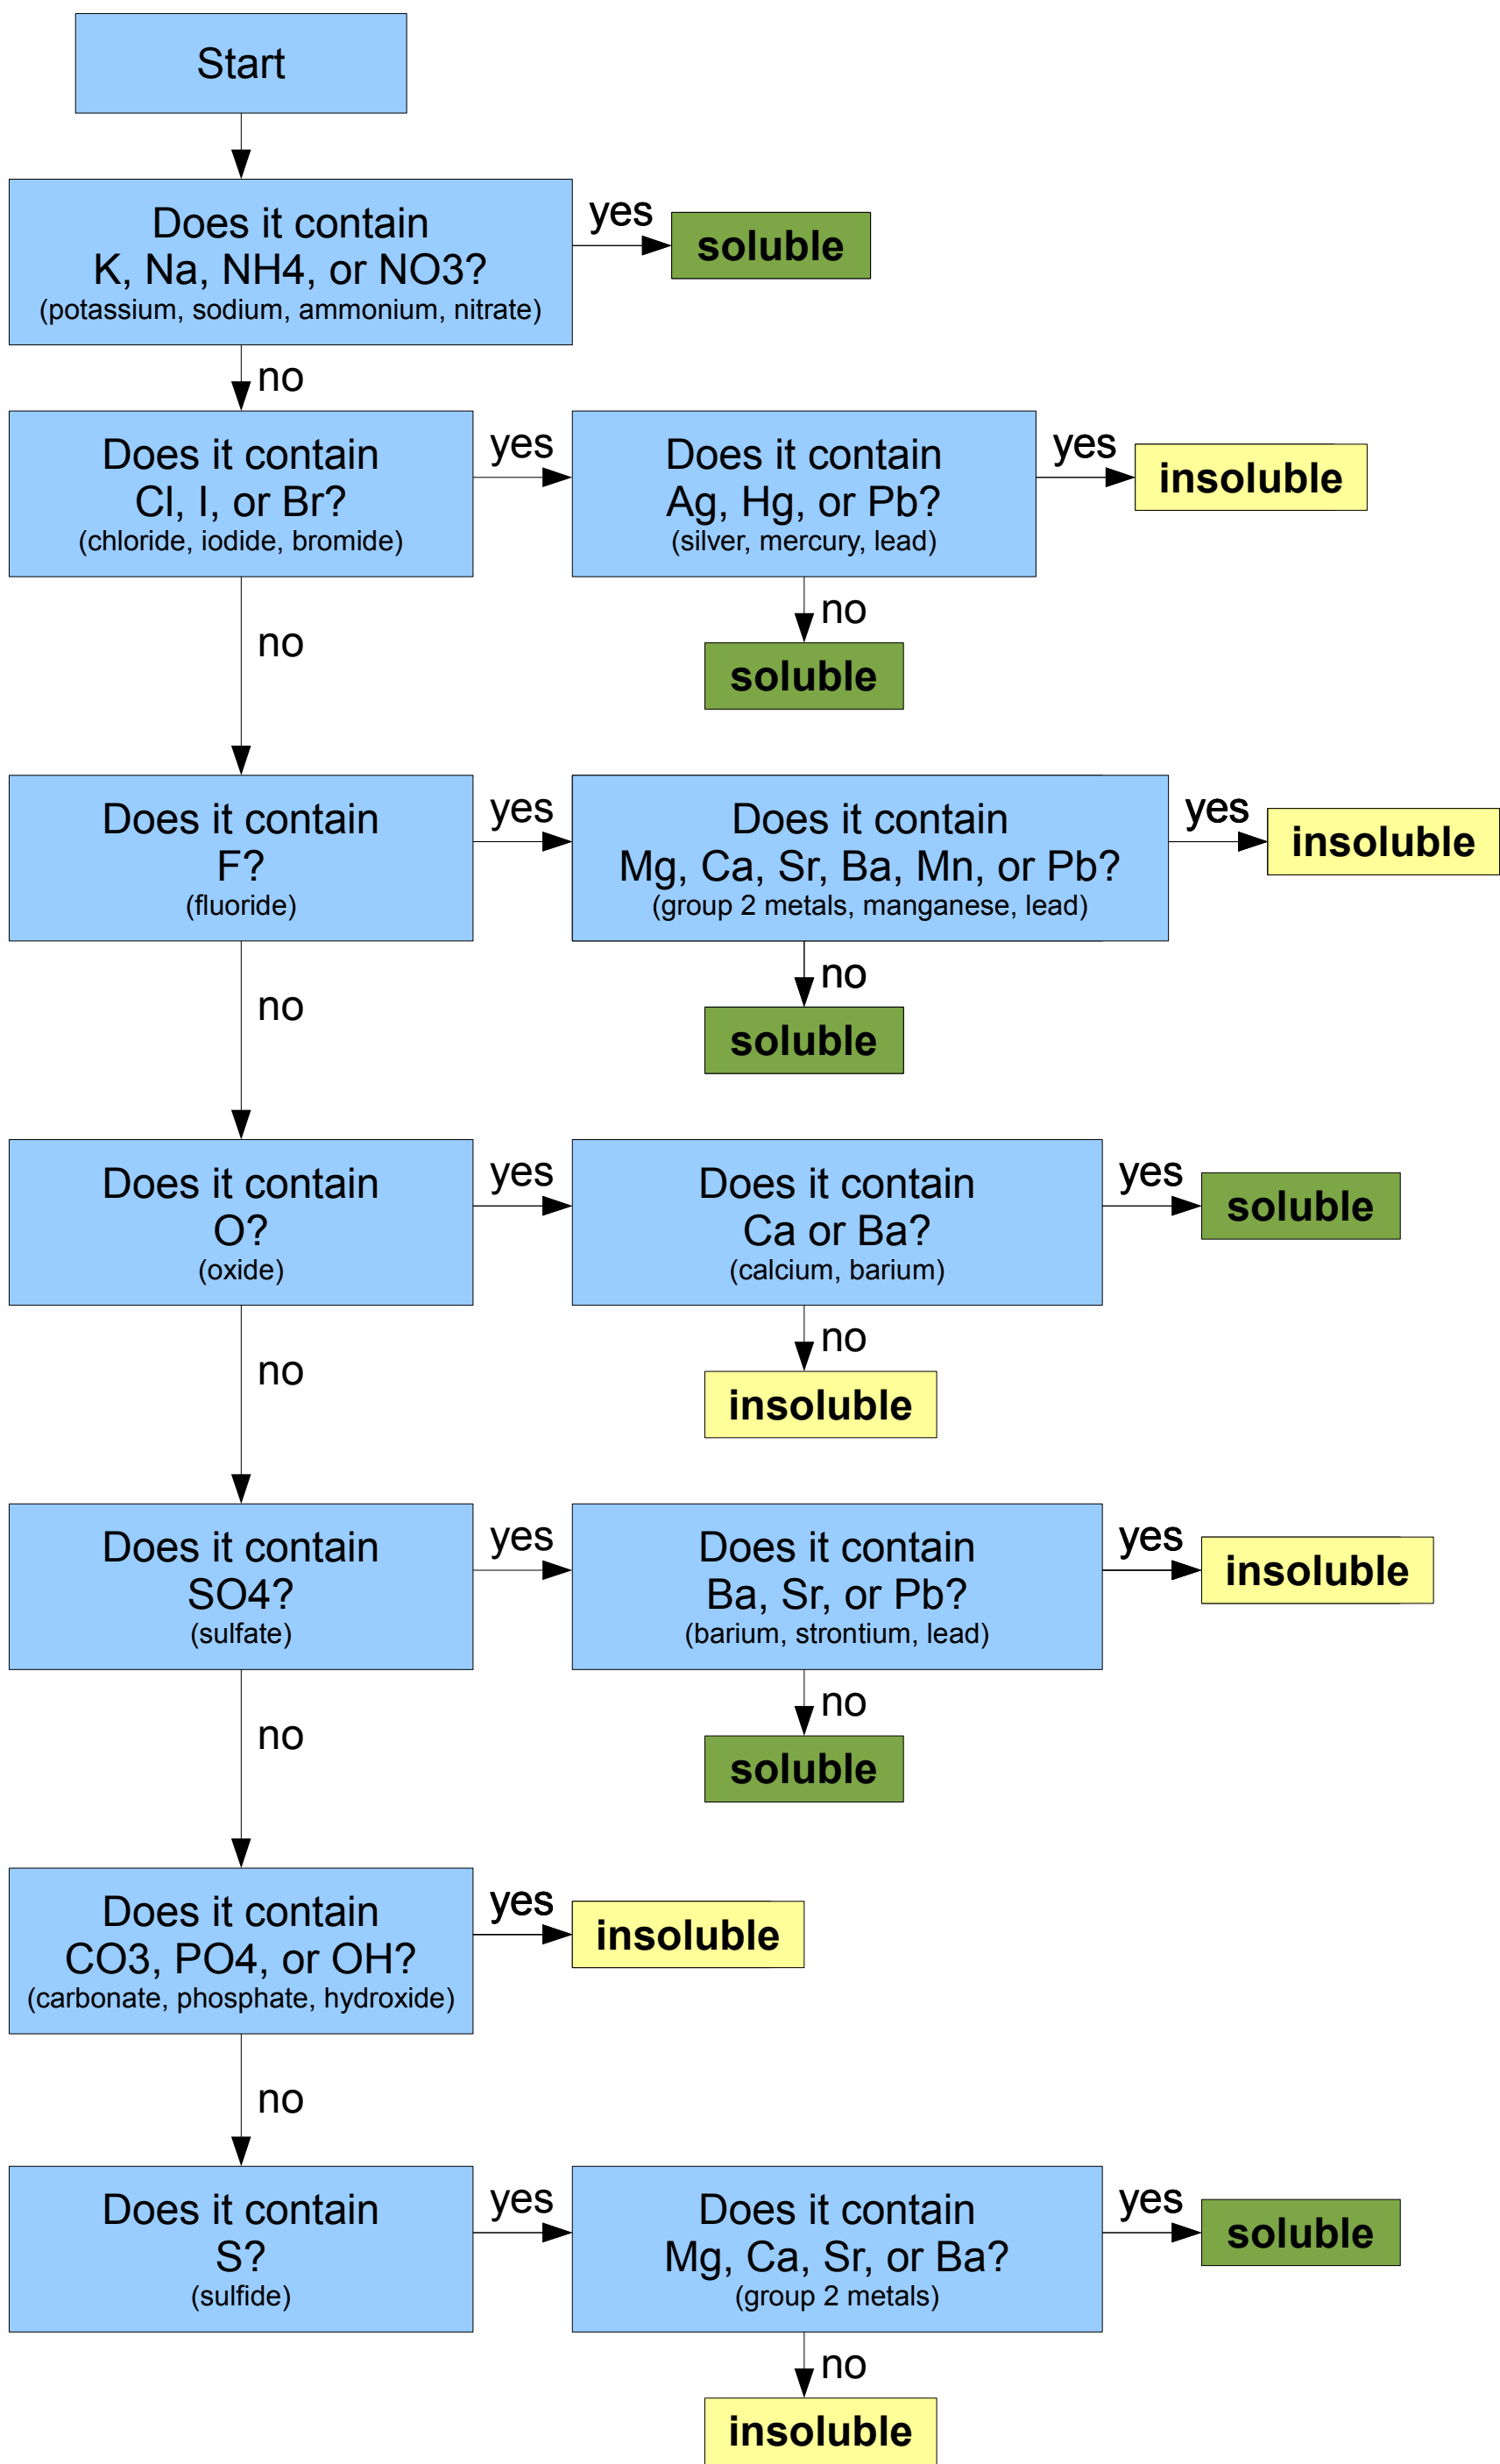 Start
Does it contain
K, Na, NH4, or NO3?
(potassium, sodium, ammonium, nitrate)
yes
soluble
no
Does it contain
Cl, I, or Br?
(chloride, iodide, bromide)
yes
Does it contain
Ag, Hg, or Pb?
(silver, mercury, lead)
yes
insoluble
no
soluble
no
Does it contain
F?
(fluoride)
yes
Does it contain
Mg, Ca, Sr, Ba, Mn, or Pb?
(group 2 metals, manganese, lead)
yes
insoluble
no
soluble
no
Does it contain
O?
(oxide)
yes
Does it contain
Ca or Ba?
(calcium, barium)
yes
soluble
no
insoluble
no
Does it contain
SO4?
(sulfate)
yes
Does it contain
Ba, Sr, or Pb?
(barium, strontium, lead)
yes
insoluble
no
soluble
no
Does it contain
CO3, PO4, or OH?
(carbonate, phosphate, hydroxide)
yes
insoluble
no
Does it contain
S?
(sulfide)
yes
Does it contain
Mg, Ca, Sr, or Ba?
(group 2 metals)
yes
soluble
no
insoluble